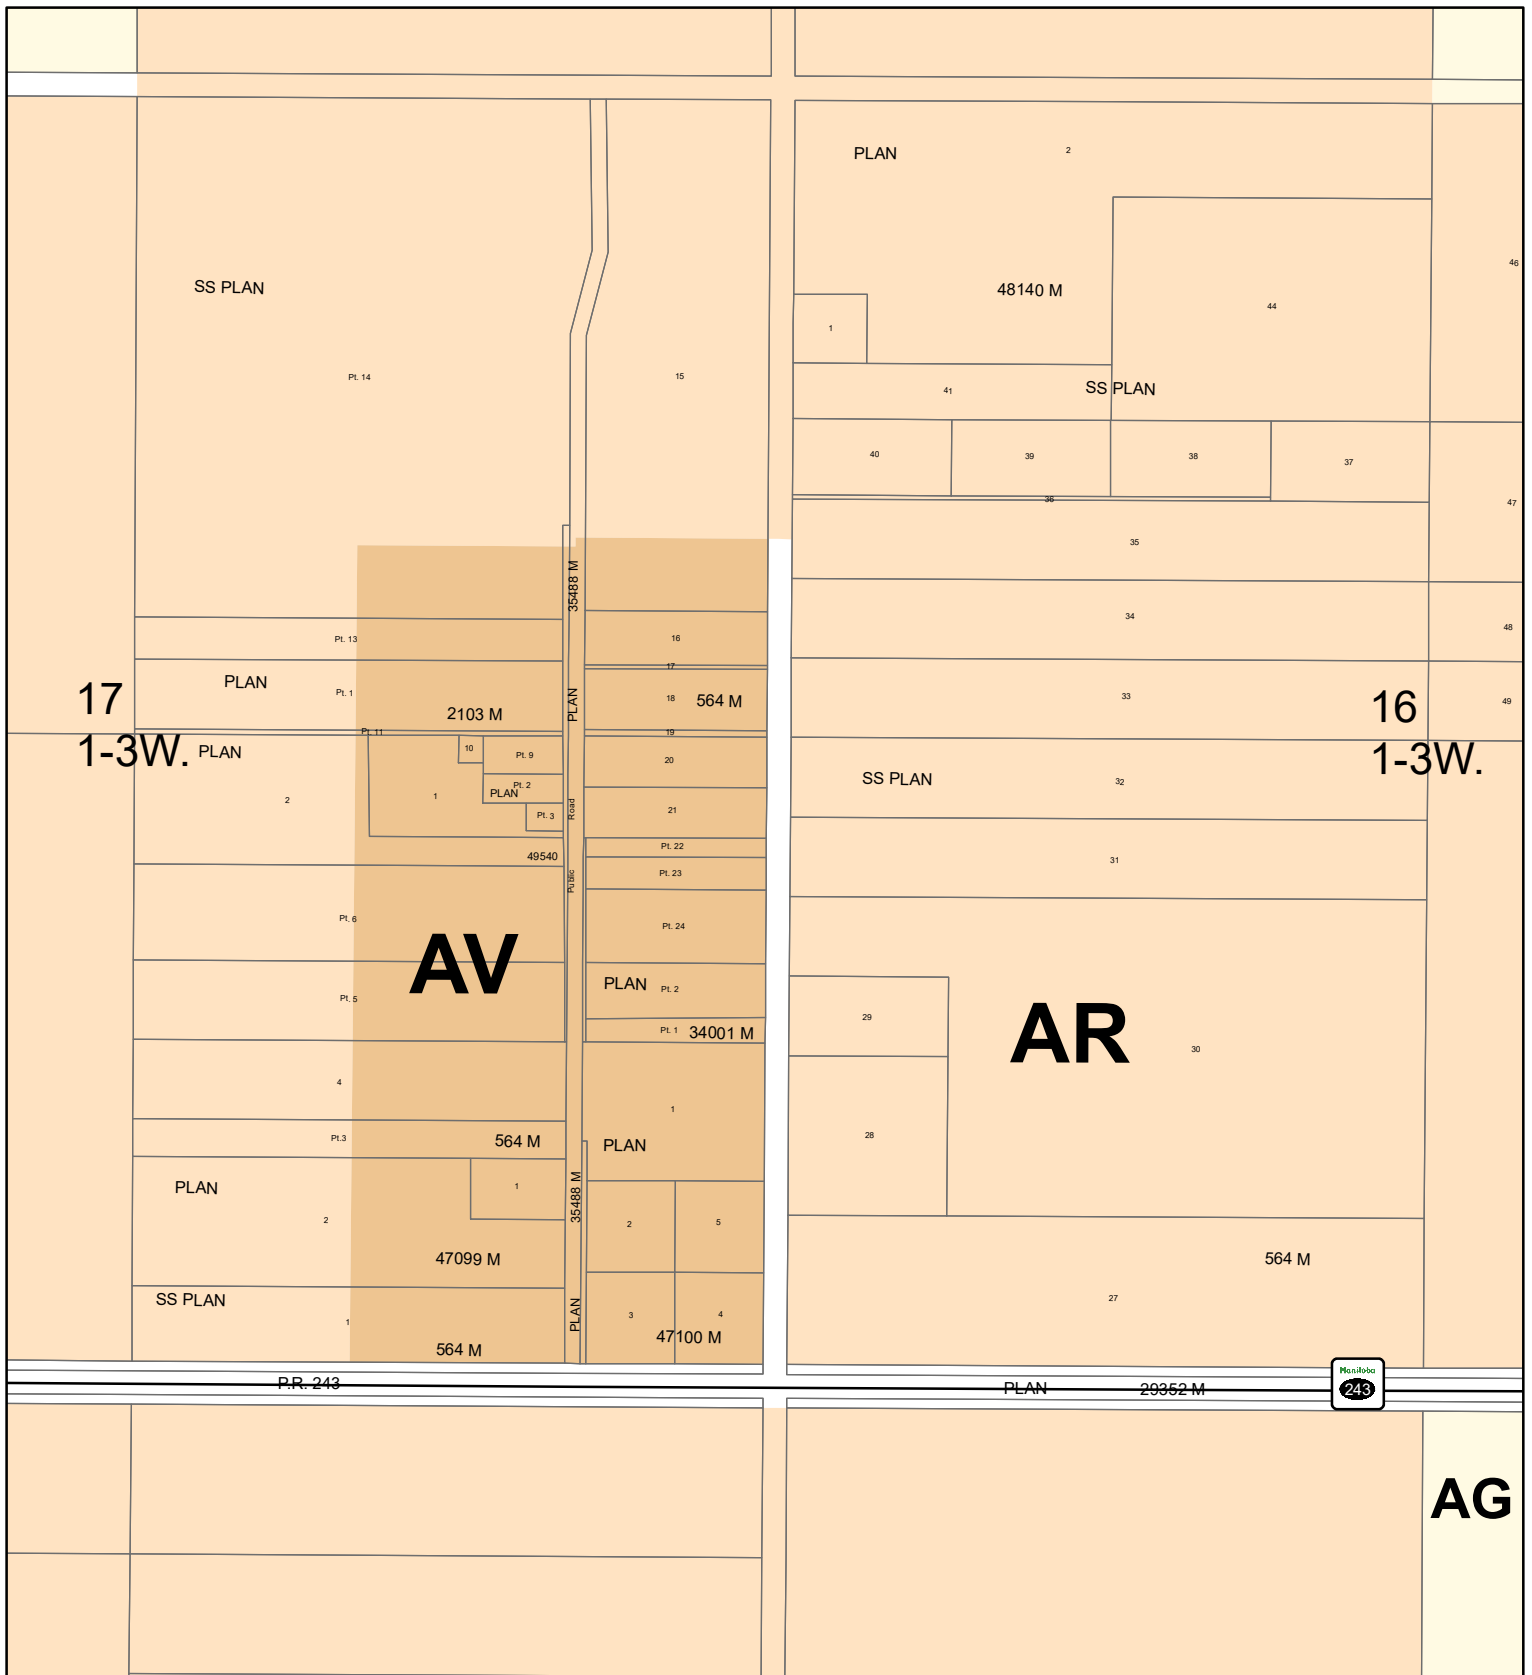 PLAN
2
46
SS PLAN
48140 M
44
1
Pt. 14
15
41
SS PLAN
40
39
38
37
36
47
35
35488 M
34
48
Pt. 13
16
17
PLAN
Pt. 1
18
564 M
33
49
17
2103 M
PLAN
16
Pt. 11
19
1-3W.
PLAN
10
Pt. 9
20
1-3W.
SS PLAN
32
2
1
Pt. 2
PLAN
Pt. 3
Road
21
49540
Pt. 22
31
Public
Pt. 23
Pt. 6
Pt. 24
AV
PLAN
Pt. 2
Pt. 5
29
AR
Pt. 1
34001 M
30
4
1
Pt.3
564 M
PLAN
28
PLAN
1
35488 M
2
2
5
47099 M
564 M
SS PLAN
27
1
PLAN
3
4
564 M
47100 M
P.R. 243
PLAN
29352 M
Manitoba
243
AG